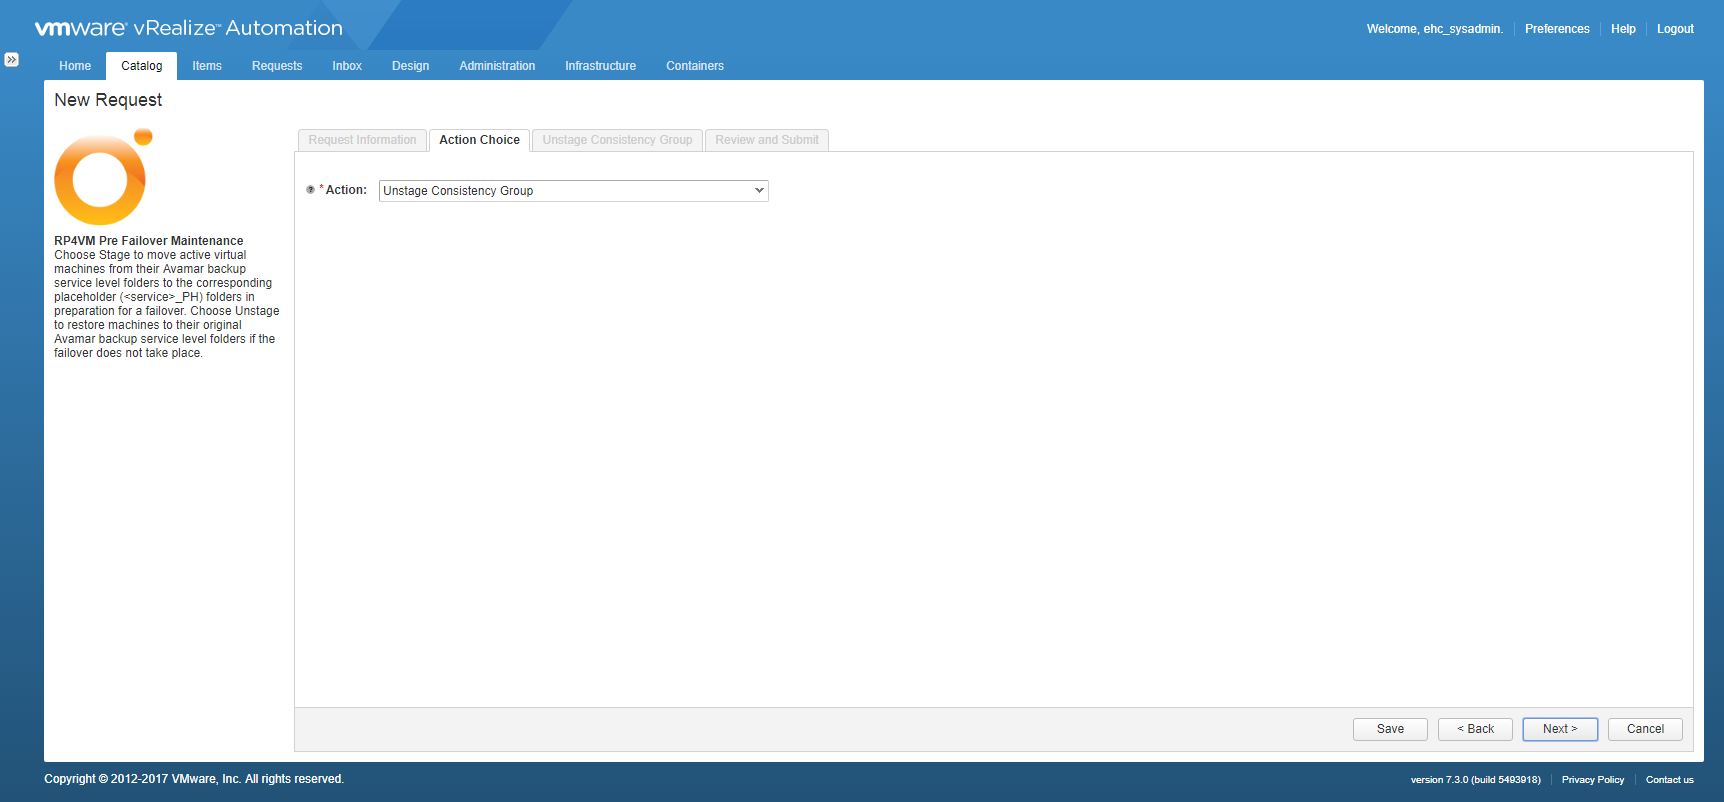 vmware® vRealize™ Automation
Welcome, ehc_sysadmin. Preferences Help Logout
Home Catalog Items Requests Inbox Design Administration Infrastructure Containers
New Request
Request Information Action Choice Unstage Consistency Group Review and Submit
* Action: Unstage Consistency Group
RP4VM Pre Failover Maintenance
Choose Stage to move active virtual
machines from their Avamar backup
service level folders to the corresponding
placeholder (<service>_PH) folders in
preparation for a failover. Choose Unstage
to restore machines to their original
Avamar backup service level folders if the
failover does not take place.
Save < Back Next > Cancel
Copyright © 2012-2017 VMware, Inc. All rights reserved.
version 7.3.0 (build 5493918) Privacy Policy Contact us